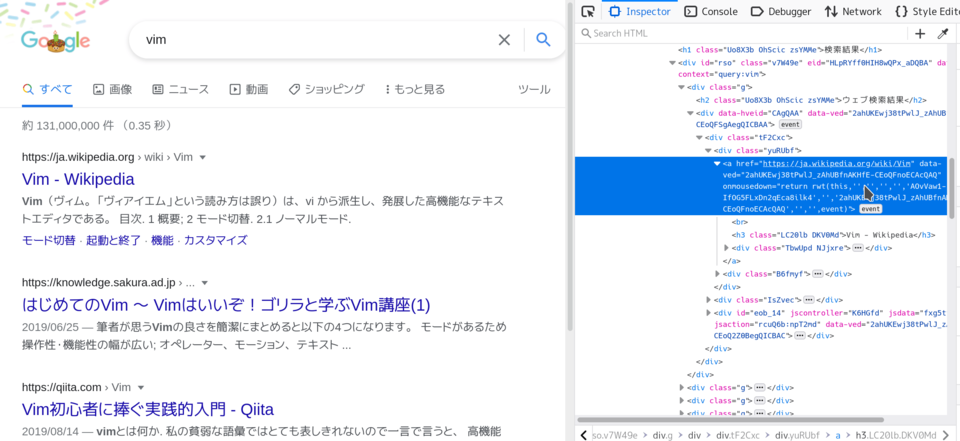 Google
vim
すべて
画像
ニュース
動画
ショッピング
もっと見る
ツール
約 131,000,000 件 （0.35 秒）
https://ja.wikipedia.org › wiki › Vim
Vim - Wikipedia
Vim（ヴィム。「ヴィアイエム」という読み方は誤り）は、vi から派生し、発展した高機能なテキス
トエディタである。 目次. 1 概要; 2 モード切替. 2.1 ノーマルモード.
モード切替 · 起動と終了 · 機能 · カスタマイズ
https://knowledge.sakura.ad.jp › ...
はじめてのVim 〜 Vimはいいぞ！ゴリラと学ぶVim講座(1)
2019/06/25 — 筆者が思うVimの良さを簡潔にまとめると以下の4つになります。 モードがあるため
操作性・機能性の幅が広い; オペレーター、モーション、テキスト ...
https://qiita.com › Vim
Vim初心者に捧ぐ実践的入門 - Qiita
2019/08/14 — vimとは何か. 私の貧弱な語彙ではとても表しきれないので一言で言うと、 高機能
Inspector
Console
Debugger
Network
Style Edito
Search HTML
<h1 class="Uo8X3b OhScic zsYMMe">検索結果</h1>
<div id="rso" class="v7W49e" eid="HLpRYff0HIH8wQPx_aDQBA" da
context="query:vim">
<div class="g">
<h2 class="Uo8X3b OhScic zsYMMe">ウェブ検索結果</h2>
<div data-hveid="CAgQAA" data-ved="2ahUKEwj38tPwlJ_zAhUB
CEoQFSgAegQICBAA"> event
<div class="tF2Cxc">
<div class="yuRUbf">
<a href="https://ja.wikipedia.org/wiki/Vim" data-
ved="2ahUKEwj38tPwlJ_zAhUBfnAKHfE-CEoQFnoECAcQAQ"
onmousedown="return rwt(this,'','','','','AOvVaw1-
IfOG5FLxDn2qEca8ilk4','','2ahUKEwj38tPwlJ_zAhUBfnA
CEoQFnoECAcQAQ','','',event)"> event
<br>
<h3 class="LC20lb DKV0Md">Vim - Wikipedia</h3>
<div class="TbwUpd NJjxre"> ••• </div>
</a>
<div class="B6fmyf"> ••• </div>
</div>
<div class="IsZvec"> ••• </div>
<div id="eob_14" jscontroller="K6HGfd" jsdata="fxg5t
jsaction="rcuQ6b:npT2md" data-ved="2ahUKEwj38tPwlJ_z
CEoQ2Z0BegQICBAC"> ••• </div>
</div>
</div>
</div>
<div class="g"> ••• </div>
<div class="g"> ••• </div>
<div class="g"> ••• </div>
so.v7W49e › div.g › div › div.tF2Cxc › div.yuRUbf › a › h3.LC20lb.DKV0Md